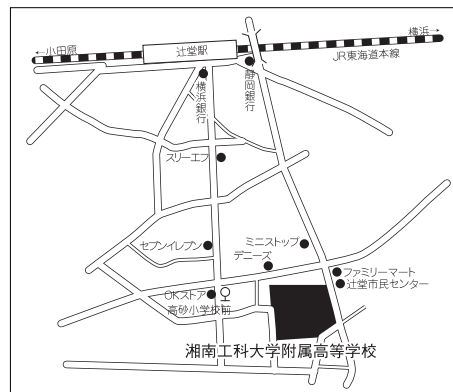 ←小田原
横浜→
辻堂駅
JR東海道本線
横浜銀行
静岡銀行
スリーエフ
セブンイレブン
ミニストップ
デニーズ
ファミリーマート
辻堂市民センター
OKストア
高砂小学校前
湘南工科大学附属高等学校